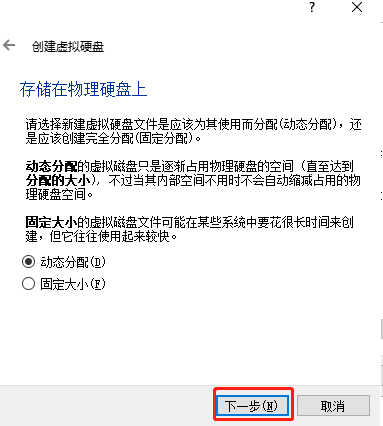 ?
创建虚拟硬盘
存储在物理硬盘上
请选择新建虚拟硬盘文件是应该为其使用而分配(动态分配)，还
是应该创建完全分配(固定分配)。
动态分配的虚拟磁盘只是逐渐占用物理硬盘的空间（直至达到
分配的大小），不过当其内部空间不用时不会自动缩减占用的物
理硬盘空间。
固定大小的虚拟磁盘文件可能在某些系统中要花很长时间来创
建，但它往往使用起来较快。
动态分配(D)
固定大小(F)
下一步(N)
取消